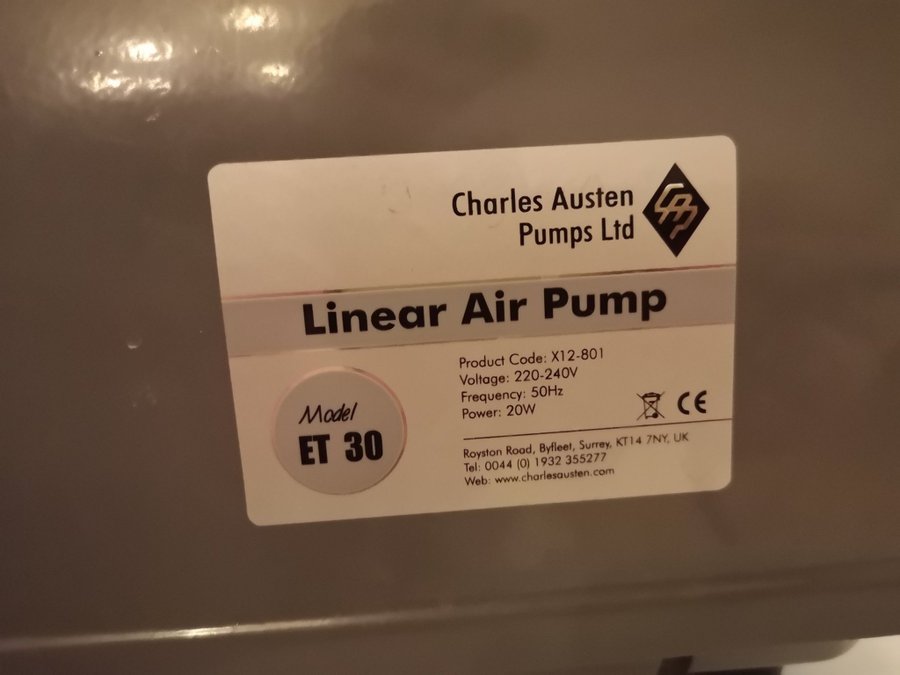 Charles Austen
Pumps Ltd
CAP
Linear Air Pump
Product Code: X12-801
Voltage: 220-240V
Frequency: 50Hz
Power: 20W
CE
Model
ET 30
Royston Road, Byfleet, Surrey, KT14 7NY, UK
Tel: 0044 (0) 1932 355277
Web: www.charlesausten.com